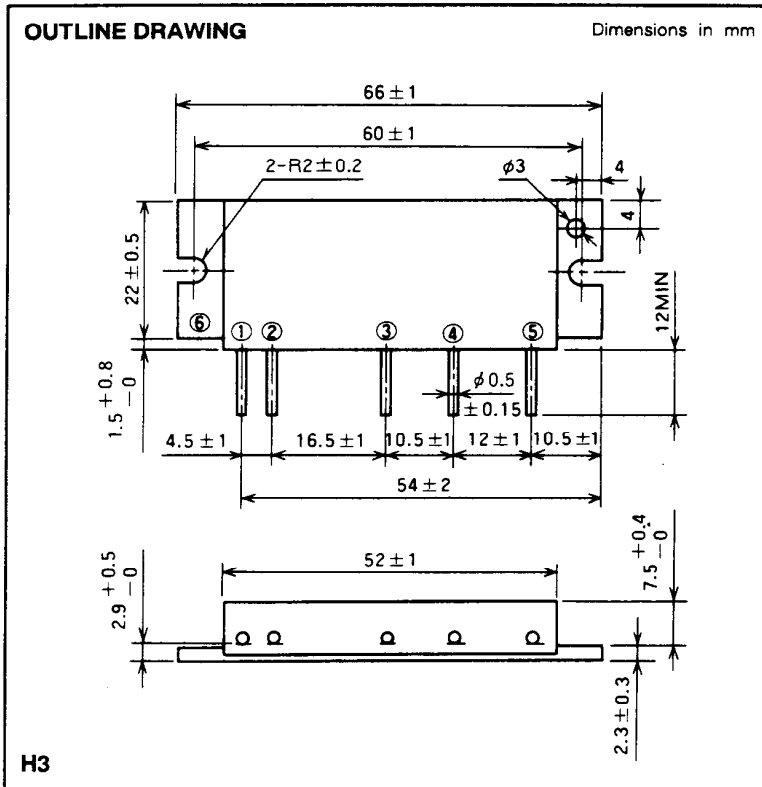 OUTLINE DRAWING
Dimensions in mm
66±1
60±1
2-R2±0.2
ϕ3
4
4
22±0.5
12MIN
⑥ ① ② ③ ④ ⑤
ϕ0.5
±0.15
1.5 +0.8 -0
4.5±1 16.5±1 10.5±1 12±1 10.5±1
54±2
52±1
2.9 +0.5 -0
7.5 +0.4 -0
2.3±0.3
H3